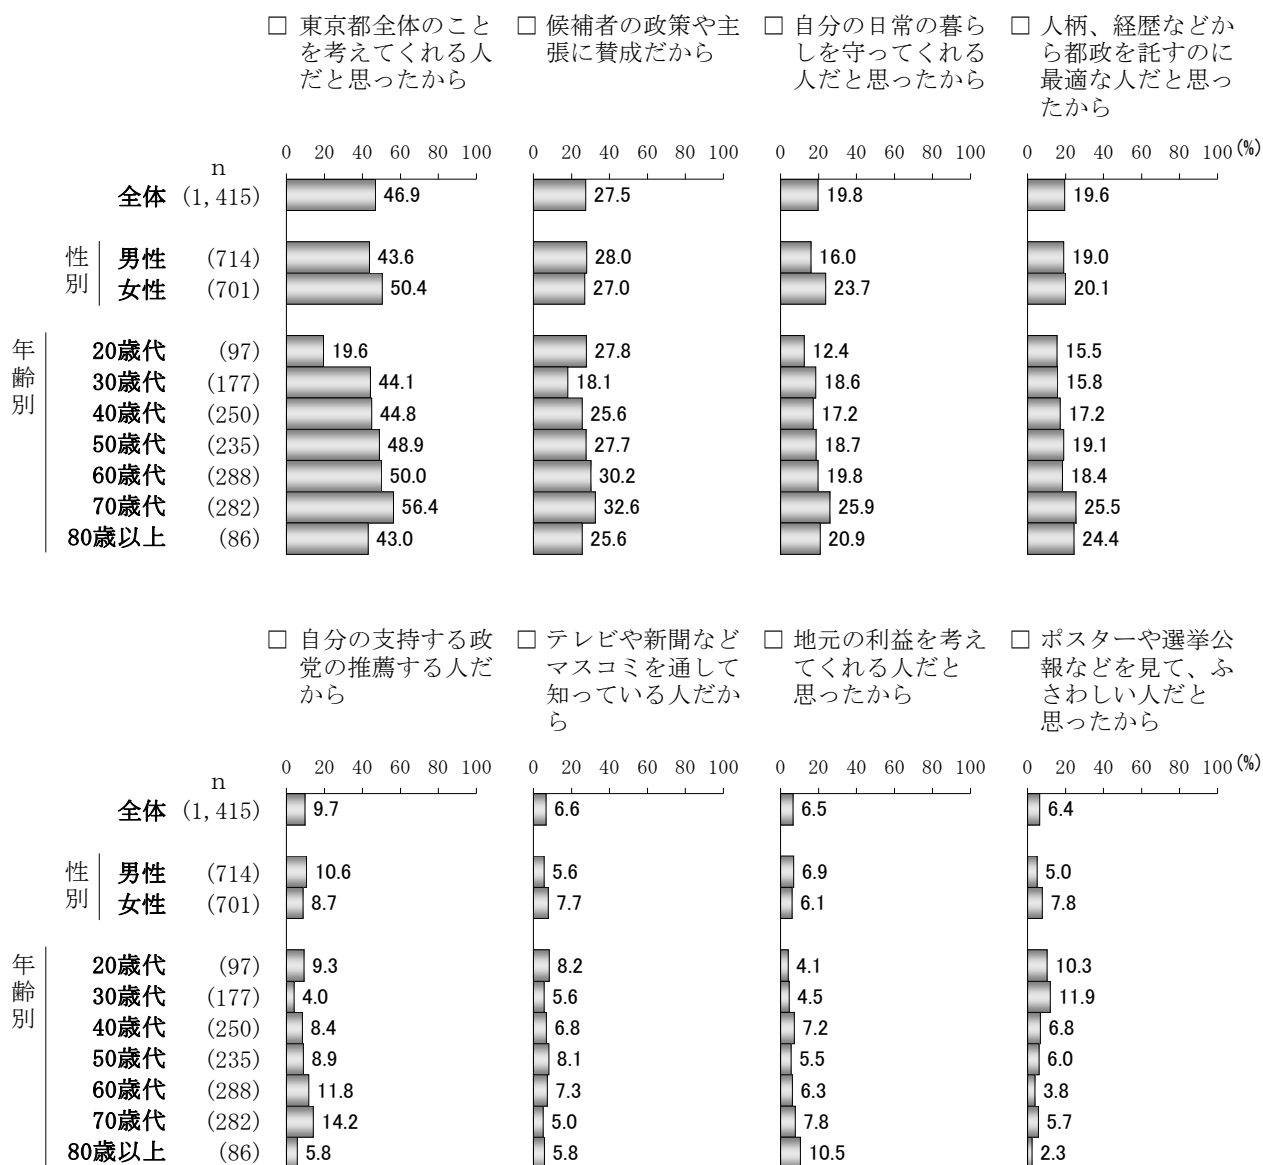 □ 東京都全体のこと
を考えてくれる人
だと思ったから
□ 候補者の政策や主
張に賛成だから
□ 自分の日常の暮ら
しを守ってくれる
人だと思ったから
□ 人柄、経歴などか
ら都政を託すのに
最適な人だと思っ
たから
0 20 40 60 80 100 0 20 40 60 80 100 0 20 40 60 80 100 0 20 40 60 80 100 (%)
n
全体 (1,415) 46.9 27.5 19.8 19.6
性別
男性 (714) 43.6 28.0 16.0 19.0
女性 (701) 50.4 27.0 23.7 20.1
年齢別
20歳代 (97) 19.6 27.8 12.4 15.5
30歳代 (177) 44.1 18.1 18.6 15.8
40歳代 (250) 44.8 25.6 17.2 17.2
50歳代 (235) 48.9 27.7 18.7 19.1
60歳代 (288) 50.0 30.2 19.8 18.4
70歳代 (282) 56.4 32.6 25.9 25.5
80歳以上 (86) 43.0 25.6 20.9 24.4
□ 自分の支持する政
党の推薦する人だ
から
□ テレビや新聞など
マスコミを通して
知っている人だか
ら
□ 地元の利益を考え
てくれる人だと
思ったから
□ ポスターや選挙公
報などを見て、ふ
さわしい人だと
思ったから
0 20 40 60 80 100 0 20 40 60 80 100 0 20 40 60 80 100 0 20 40 60 80 100 (%)
n
全体 (1,415) 9.7 6.6 6.5 6.4
性別
男性 (714) 10.6 5.6 6.9 5.0
女性 (701) 8.7 7.7 6.1 7.8
年齢別
20歳代 (97) 9.3 8.2 4.1 10.3
30歳代 (177) 4.0 5.6 4.5 11.9
40歳代 (250) 8.4 6.8 7.2 6.8
50歳代 (235) 8.9 8.1 5.5 6.0
60歳代 (288) 11.8 7.3 6.3 3.8
70歳代 (282) 14.2 5.0 7.8 5.7
80歳以上 (86) 5.8 5.8 10.5 2.3